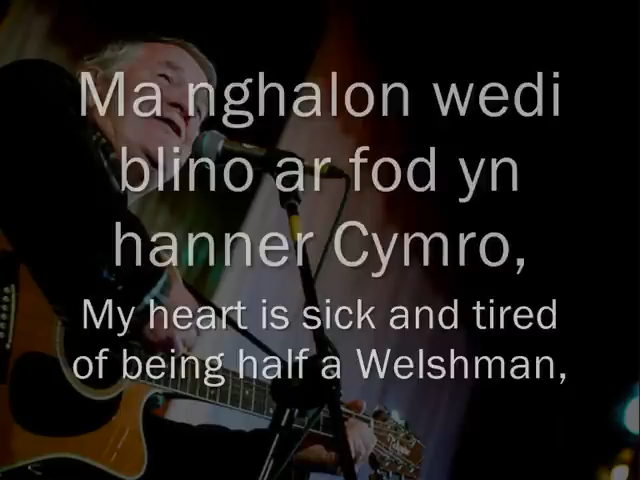 Ma nghalon wedi
blino ar fod yn
hanner Cymro,
My heart is sick and tired
of being half a Welshman,